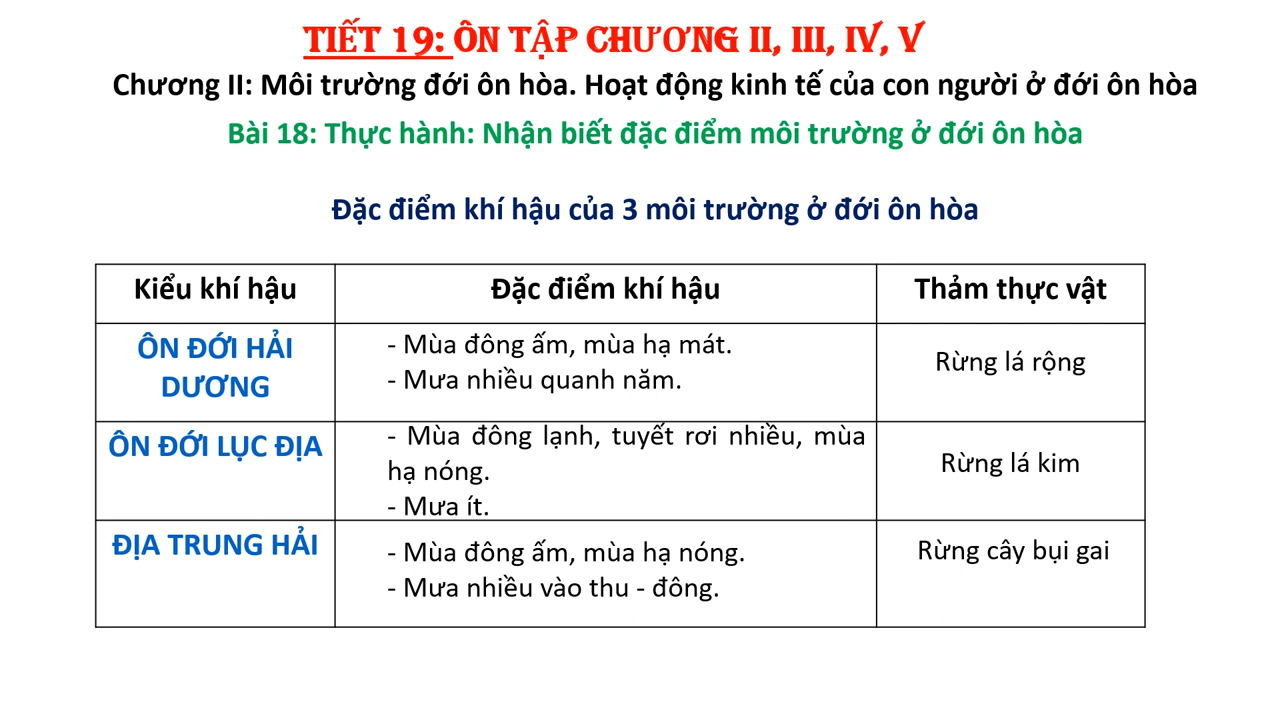 TIẾT 19: ÔN TẬP CHƯƠNG II, III, IV, V
Chương II: Môi trường đới ôn hòa. Hoạt động kinh tế của con người ở đới ôn hòa
Bài 18: Thực hành: Nhận biết đặc điểm môi trường ở đới ôn hòa
Đặc điểm khí hậu của 3 môi trường ở đới ôn hòa
Kiểu khí hậu
Đặc điểm khí hậu
Thảm thực vật
ÔN ĐỚI HẢI
DƯƠNG
- Mùa đông ấm, mùa hạ mát.
- Mưa nhiều quanh năm.
Rừng lá rộng
ÔN ĐỚI LỤC ĐỊA
- Mùa đông lạnh, tuyết rơi nhiều, mùa
hạ nóng.
- Mưa ít.
Rừng lá kim
ĐỊA TRUNG HẢI
- Mùa đông ấm, mùa hạ nóng.
- Mưa nhiều vào thu - đông.
Rừng cây bụi gai